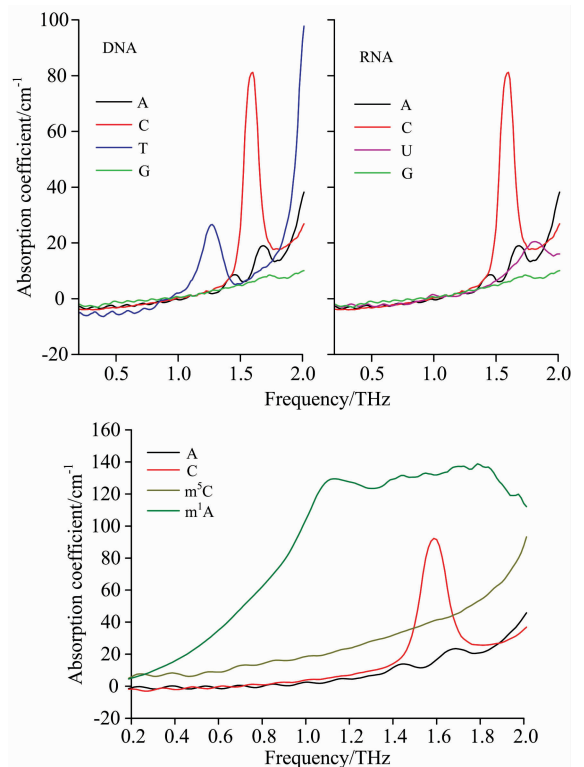 Absorption coefficient/cm⁻¹
100
80
60
40
20
0
-20
DNA
A
C
T
G
0.5 1.0 1.5 2.0
Frequency/THz
RNA
A
C
U
G
0.5 1.0 1.5 2.0
Frequency/THz
Absorption coefficient/cm⁻¹
160
140
120
100
80
60
40
20
0
-20
A
C
m⁵C
m¹A
0.2 0.4 0.6 0.8 1.0 1.2 1.4 1.6 1.8 2.0
Frequency/THz